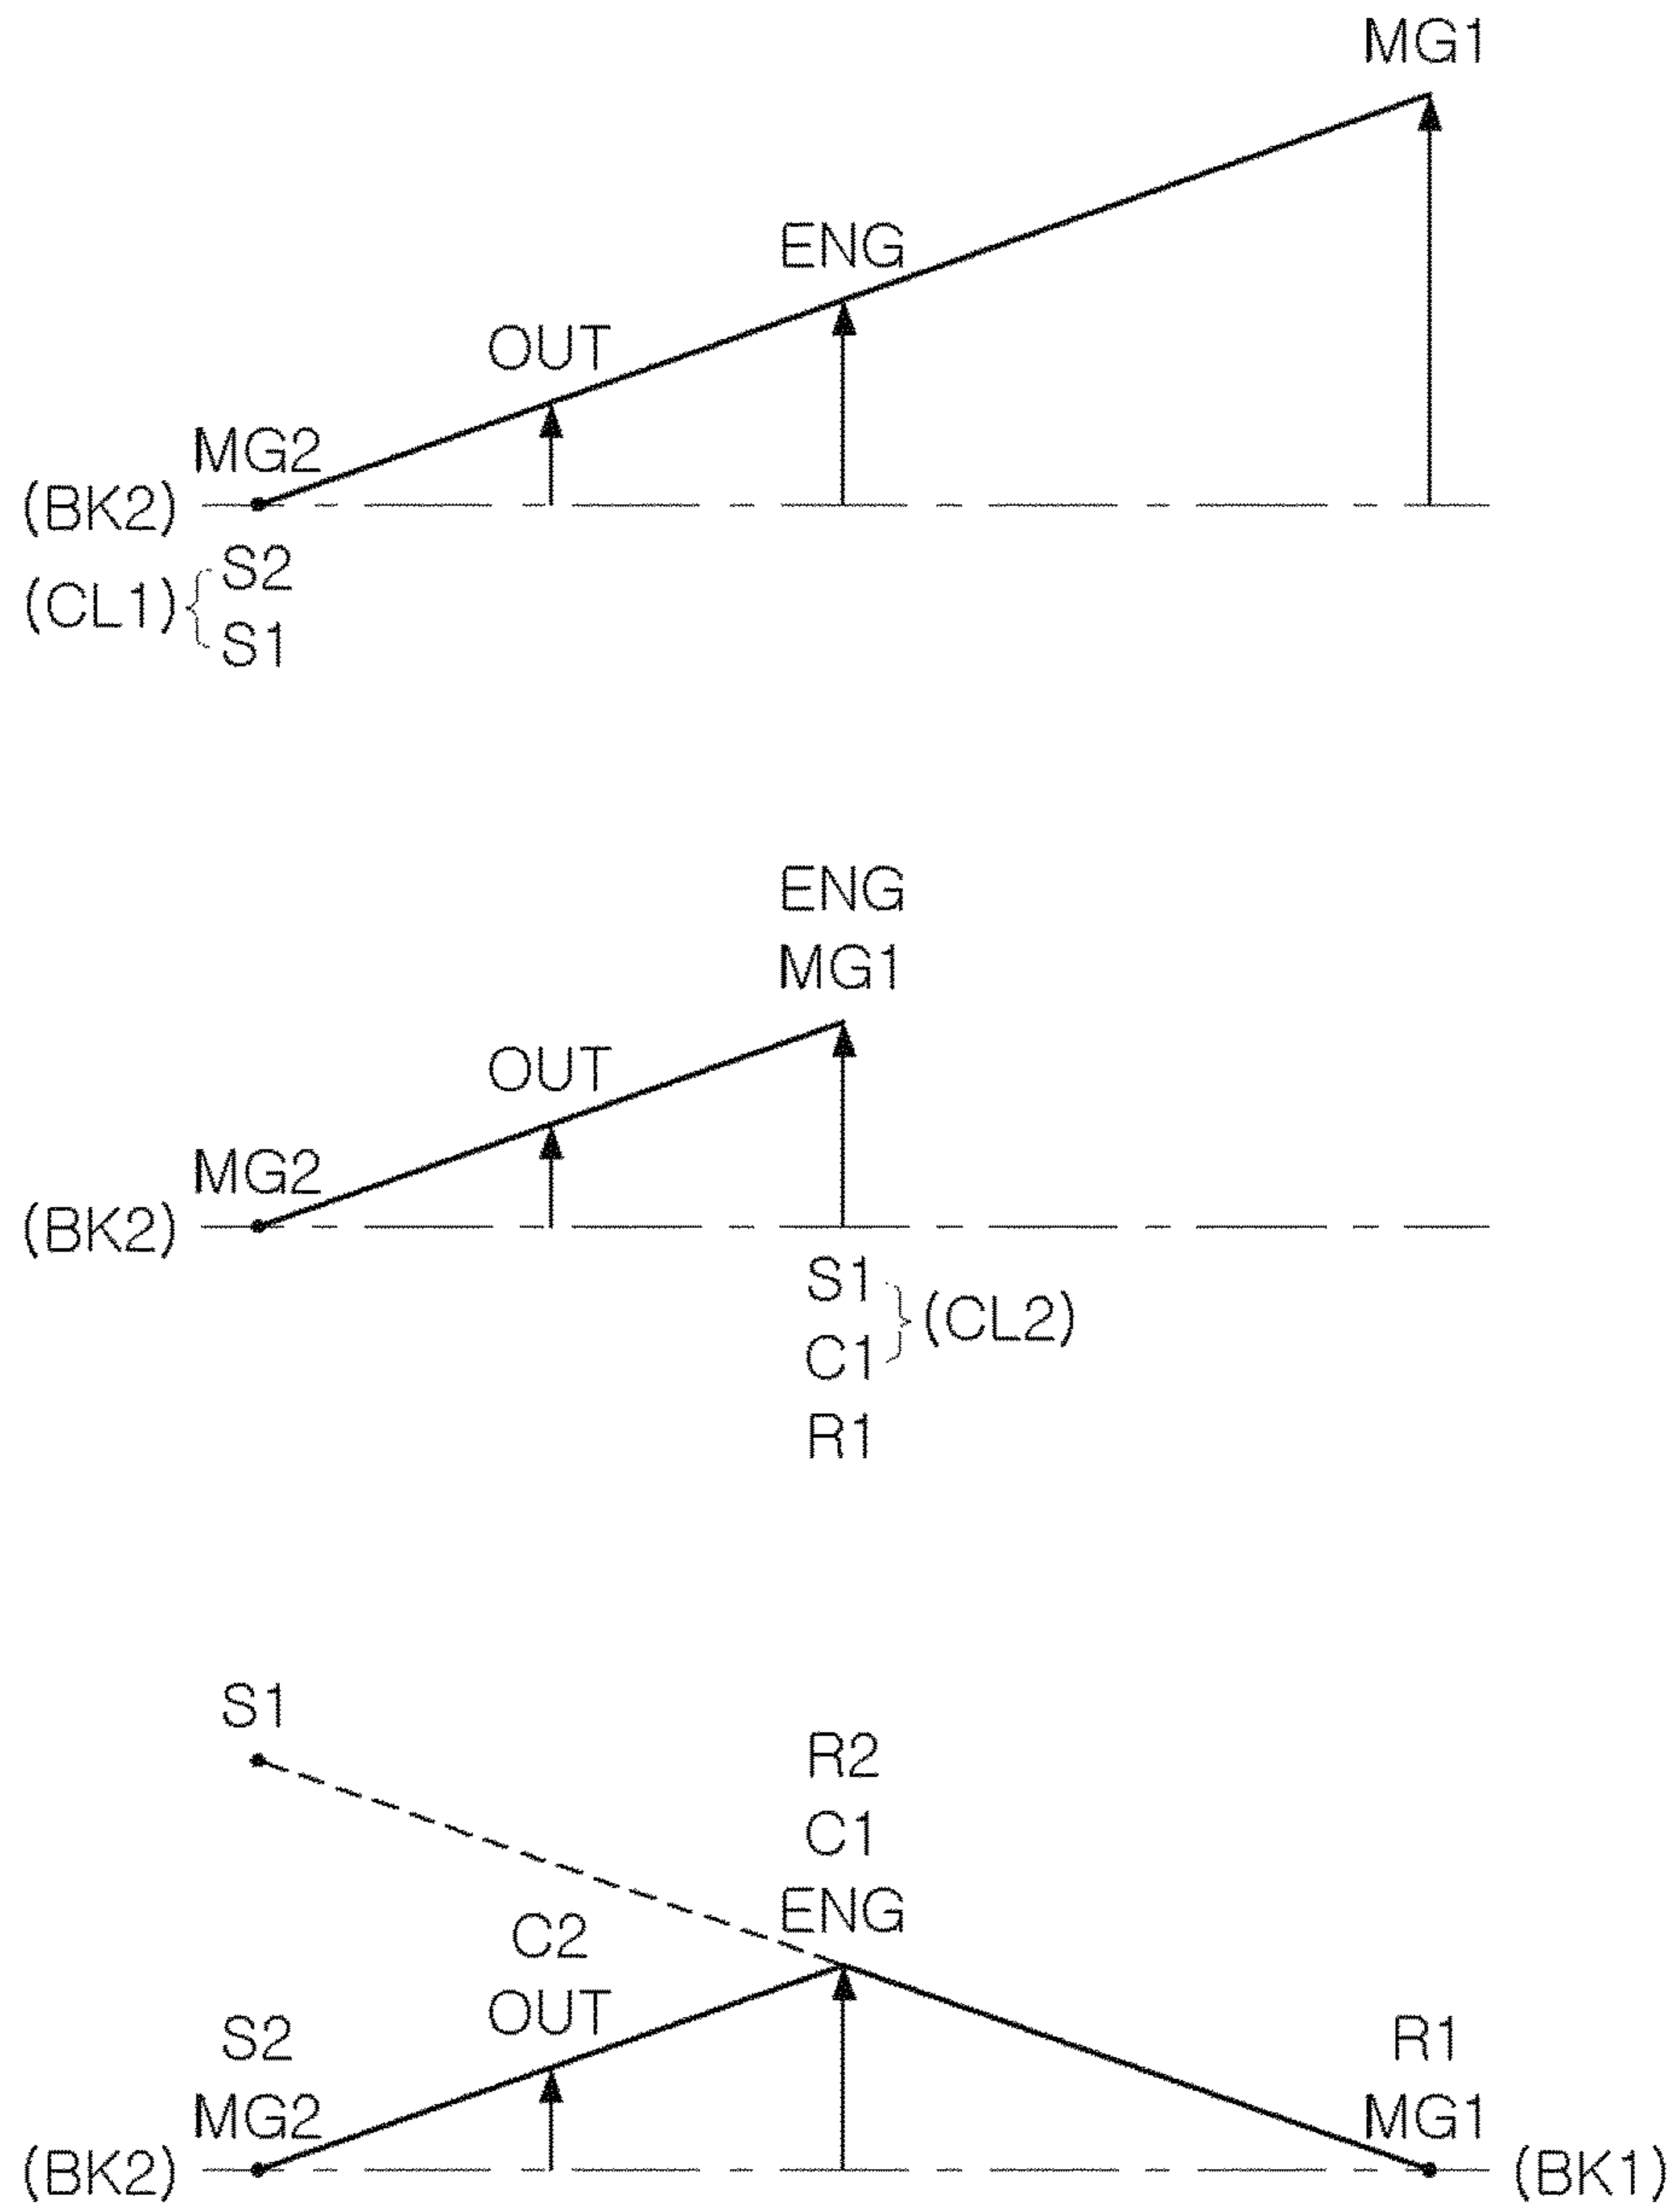 MG1
ENG
OUT
MG2
(BK2)
S2
(CL1)
S1
ENG
MG1
OUT
MG2
(BK2)
S1
(CL2)
C1
R1
S1
R2
C1
ENG
C2
OUT
S2
R1
MG2
MG1
(BK2)
(BK1)